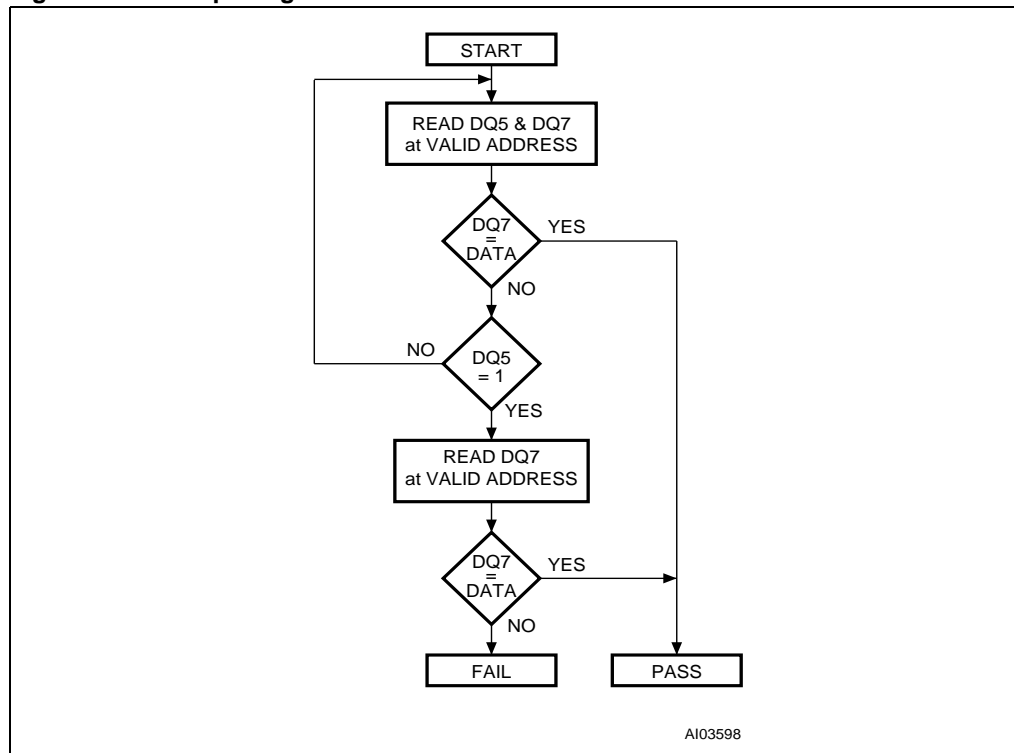 START
READ DQ5 & DQ7
at VALID ADDRESS
DQ7
=
DATA
YES
NO
DQ5
= 1
NO
YES
READ DQ7
at VALID ADDRESS
DQ7
=
DATA
YES
NO
FAIL
PASS
AI03598